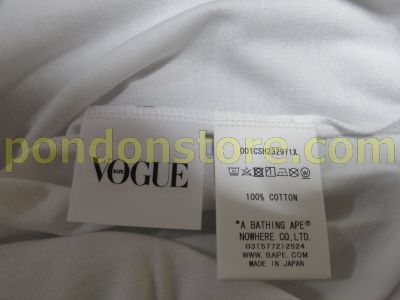 pondonstore.com
BAPE
VOGUE
001CSH232911X
100% COTTON
"A BATHING APE®
NOWHERE CO,LTD.
03(5772)2524
WWW.BAPE.COM
MADE IN JAPAN